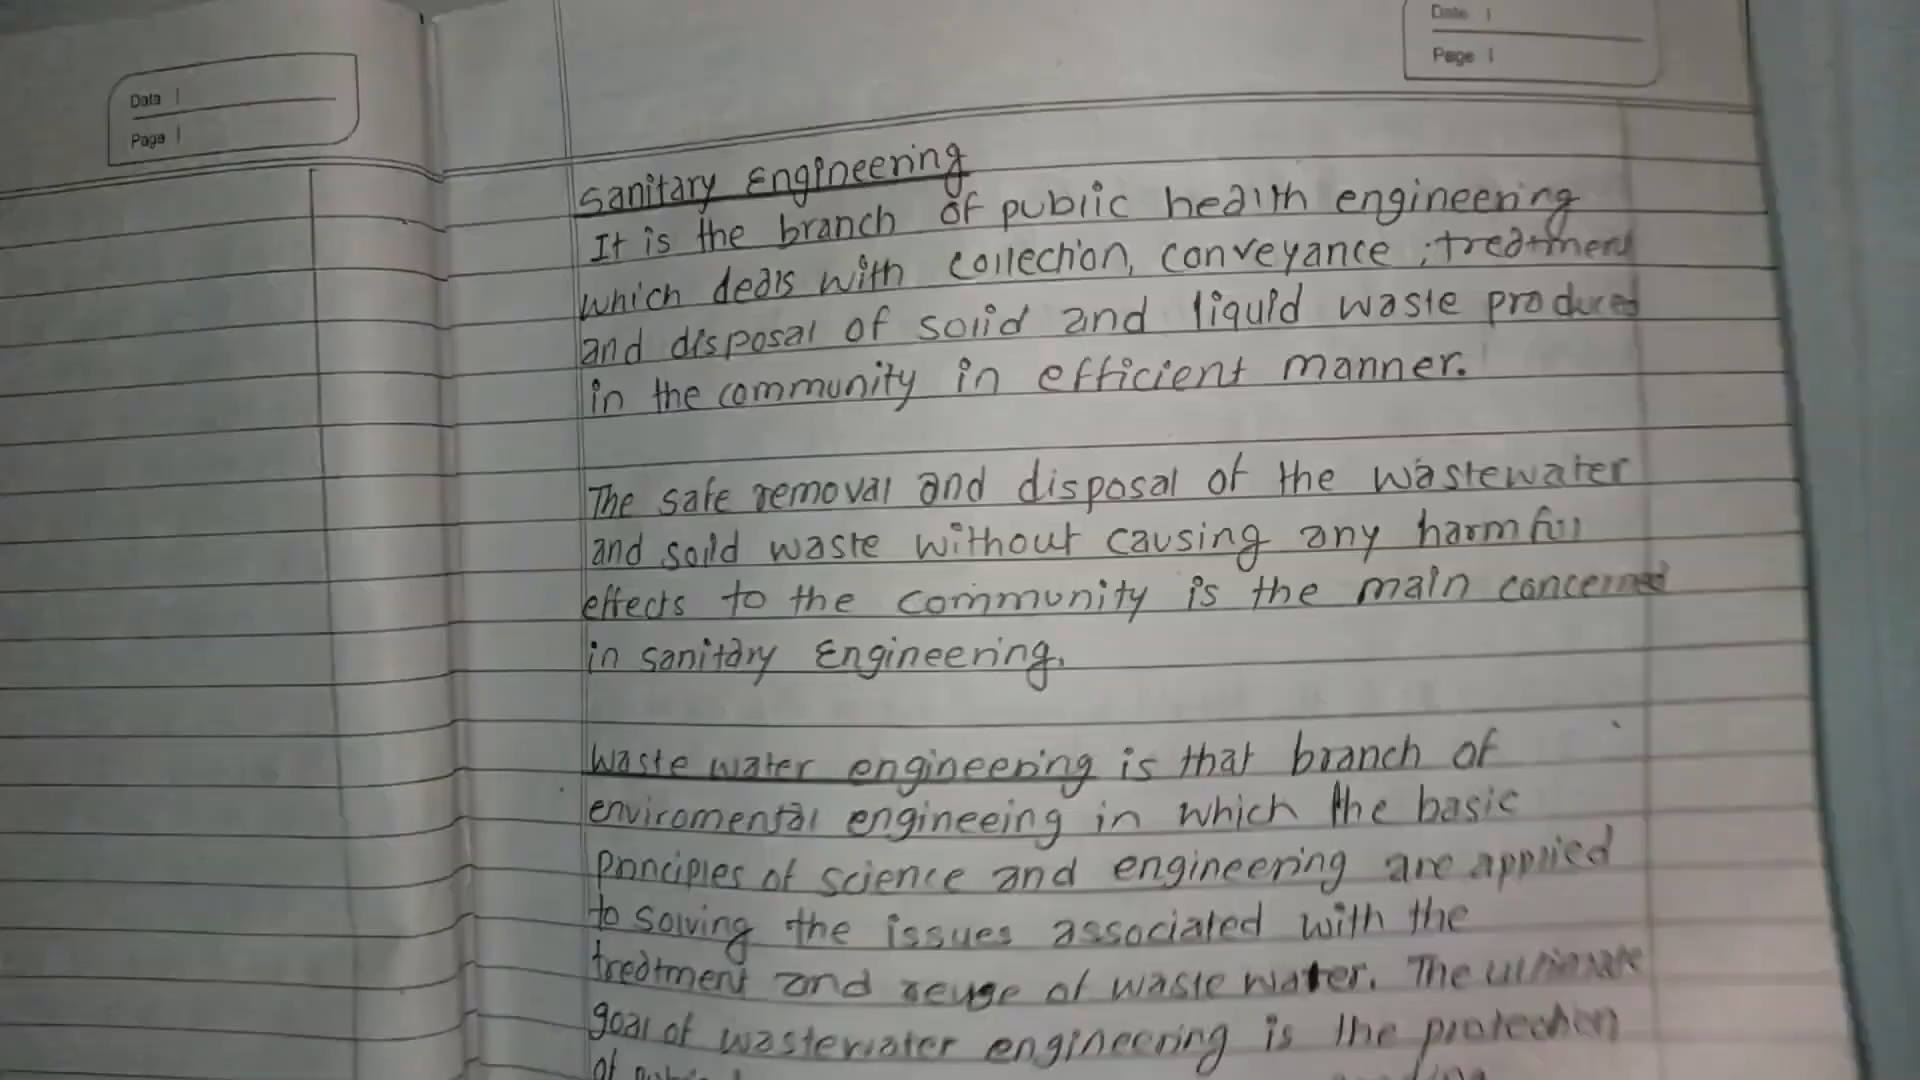 Data
Page
Date
Page
Sanitary Engineering
It is the branch of public health engineering
which deals with collection, conveyance, treatment
and disposal of solid and liquid waste produced
in the community in efficient manner.
The safe removal and disposal of the wastewater
and solid waste without causing any harmful
effects to the community is the main concerned
in sanitary Engineering.
Waste water engineering is that branch of
enviromental engineeing in which the basic
principles of science and engineering are applied
to solving the issues associated with the
treatment and reuse of waste water. The ultimate
goal of wastewater engineering is the protection
of